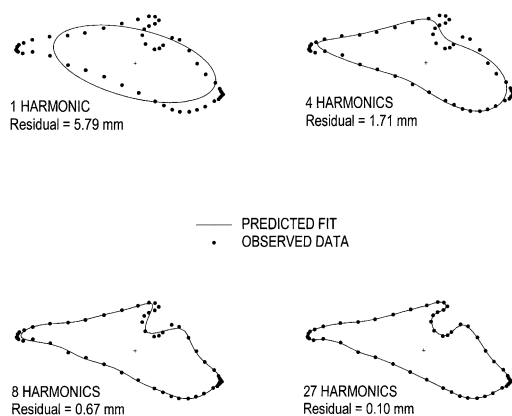 1 HARMONIC
Residual = 5.79 mm
4 HARMONICS
Residual = 1.71 mm
PREDICTED FIT
OBSERVED DATA
8 HARMONICS
Residual = 0.67 mm
27 HARMONICS
Residual = 0.10 mm